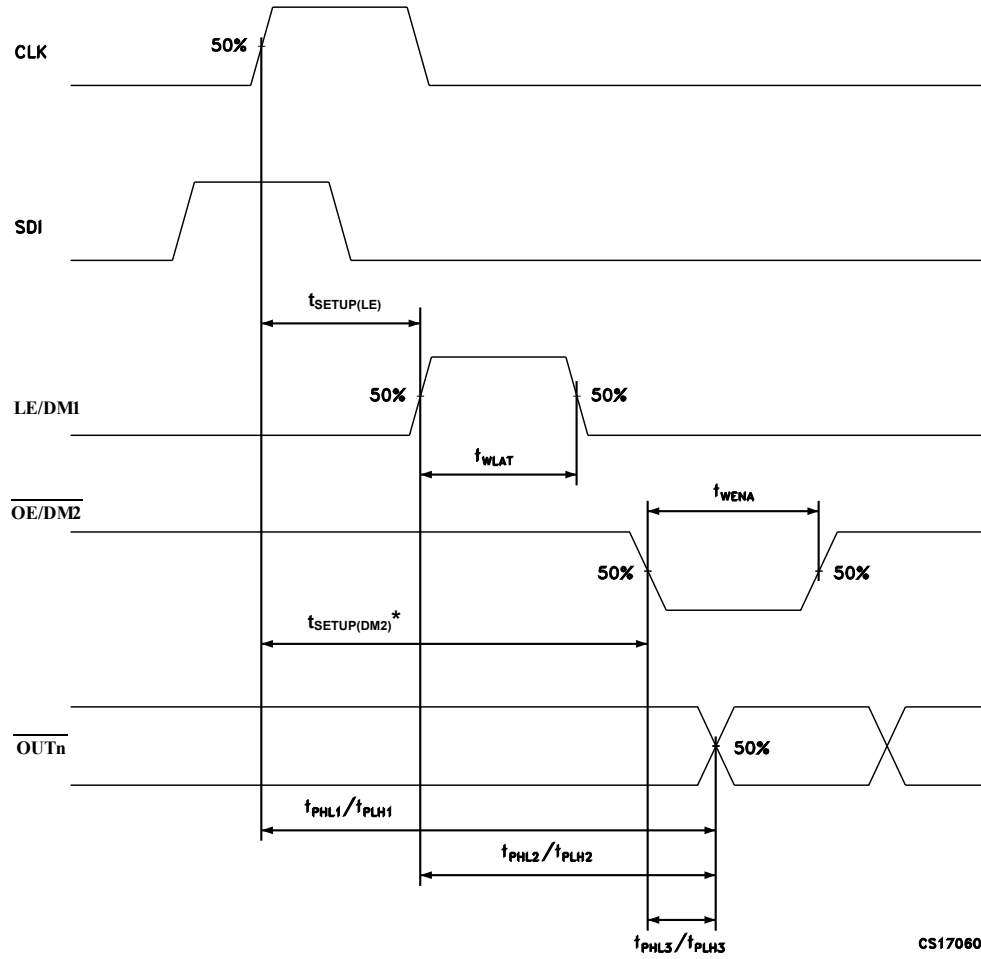 CLK
50%
SDI
tSETUP(LE)
LE/DM1
50%
50%
tWLAT
OE/DM2
tWENA
50%
50%
tSETUP(DM2)*
OUTn
50%
tPHL1/tPLH1
tPHL2/tPLH2
tPHL3/tPLH3
CS17060